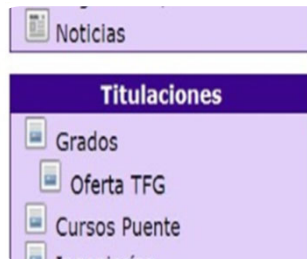 Noticias
Titulaciones
Grados
Oferta TFG
Cursos Puente